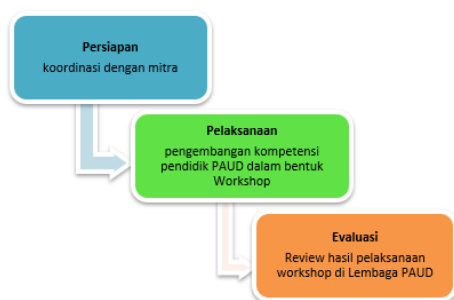 Persiapan
koordinasi dengan mitra
Pelaksanaan
pengembangan kompetensi
pendidik PAUD dalam bentuk
Workshop
Evaluasi
Review hasil pelaksanaan
workshop di Lembaga PAUD